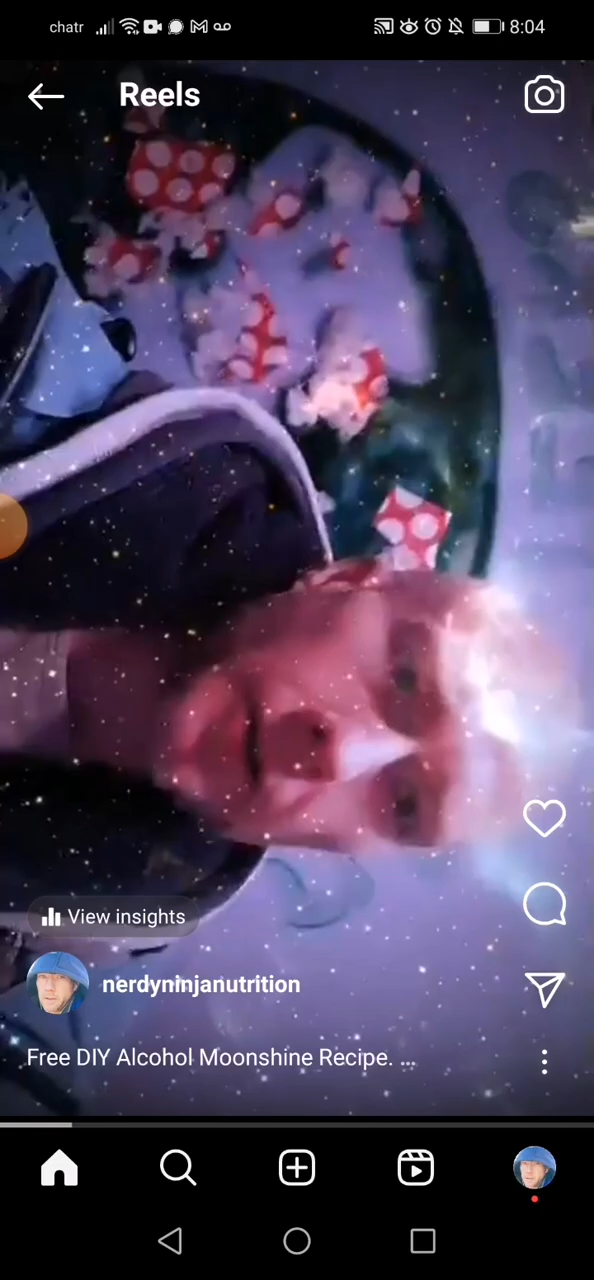 chatr 8:04
Reels
View insights
nerdyninjanutrition
Free DIY Alcohol Moonshine Recipe. ...